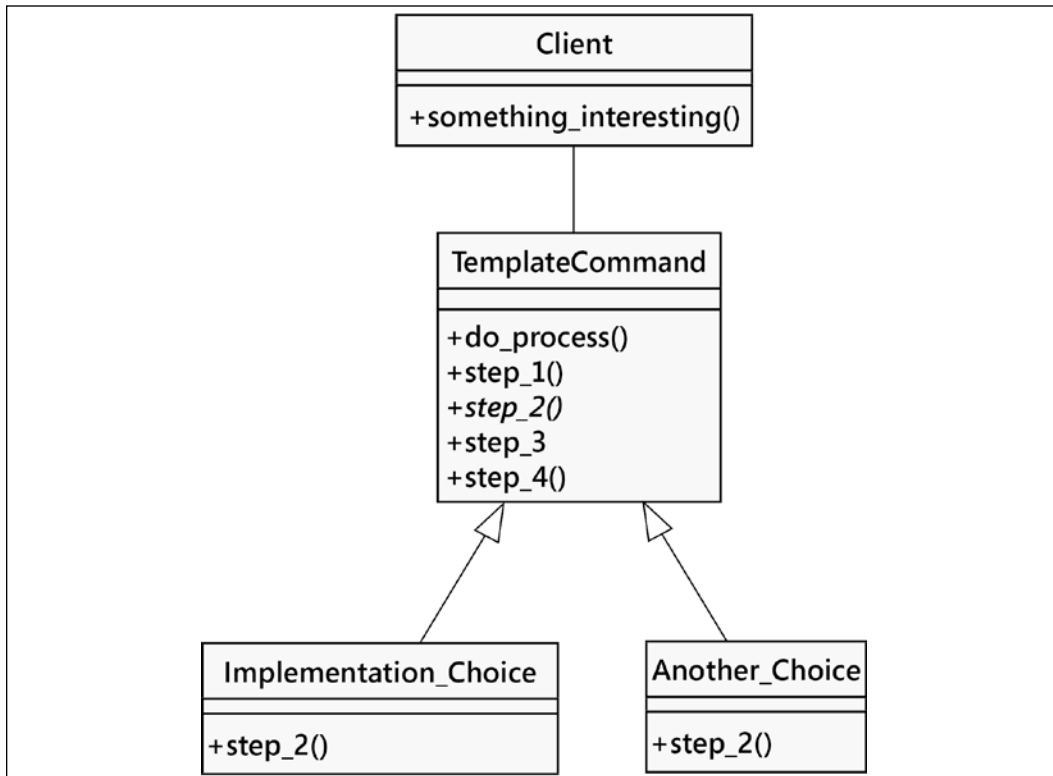 Client
+something_interesting()
TemplateCommand
+do_process()
+step_1()
+step_2()
+step_3
+step_4()
Implementation_Choice
+step_2()
Another_Choice
+step_2()